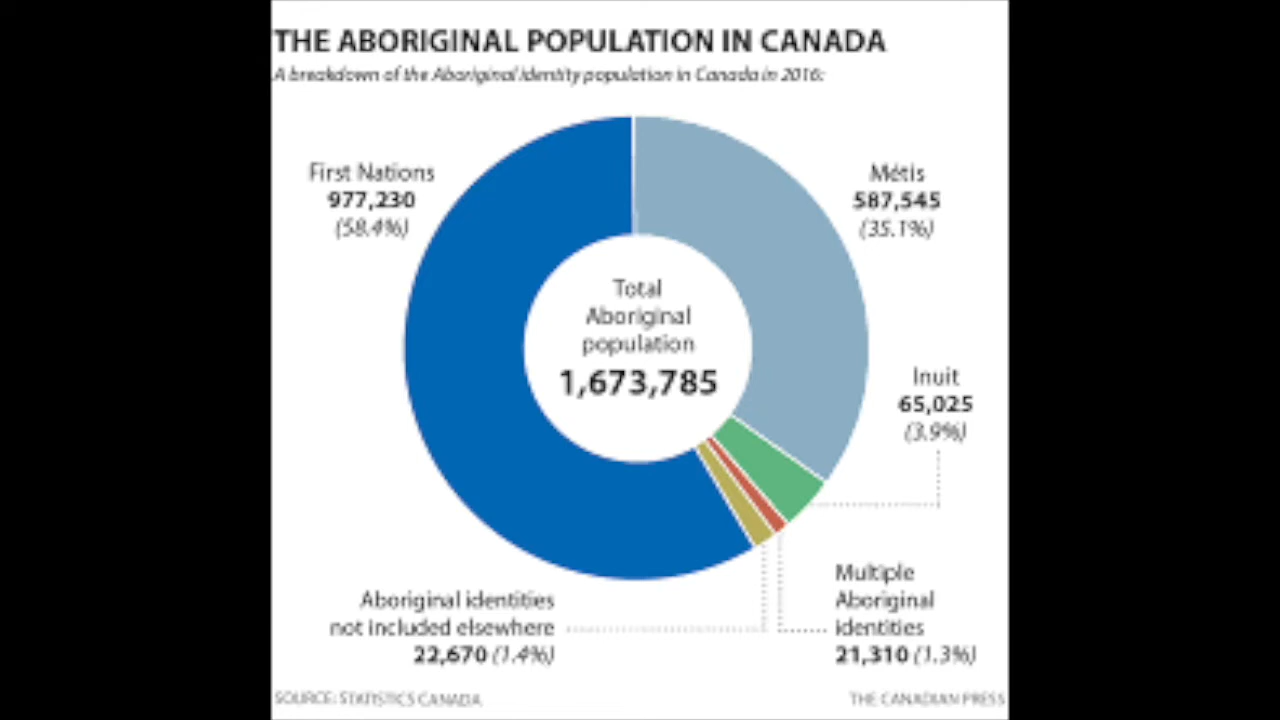 THE ABORIGINAL POPULATION IN CANADA
A breakdown of the Aboriginal identity population in Canada in 2016:
First Nations
977,230
(58.4%)
Métis
587,545
(35.1%)
Total
Aboriginal
population
1,673,785
Inuit
65,025
(3.9%)
Multiple
Aboriginal
identities
21,310 (1.3%)
Aboriginal identities
not included elsewhere
22,670 (1.4%)
SOURCE: STATISTICS CANADA
THE CANADIAN PRESS